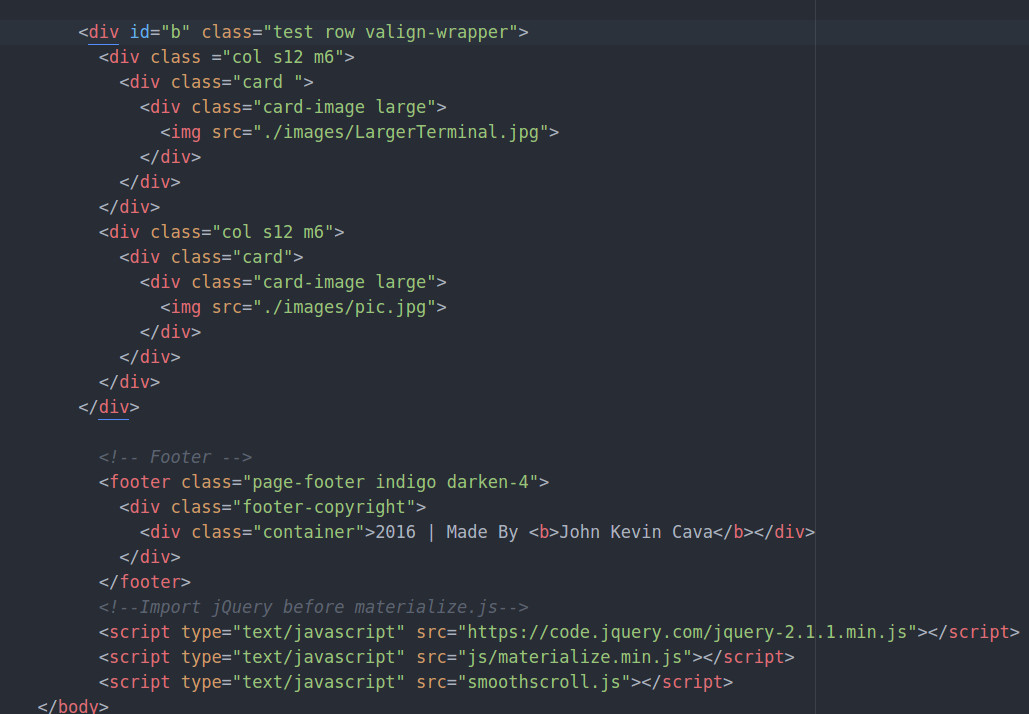 <div id="b" class="test row valign-wrapper">
<div class ="col s12 m6">
<div class="card ">
<div class="card-image large">
<img src="./images/LargerTerminal.jpg">
</div>
</div>
</div>
<div class="col s12 m6">
<div class="card">
<div class="card-image large">
<img src="./images/pic.jpg">
</div>
</div>
</div>
</div>
<!-- Footer -->
<footer class="page-footer indigo darken-4">
<div class="footer-copyright">
<div class="container">2016 | Made By <b>John Kevin Cava</b></div>
</div>
</footer>
<!--Import jQuery before materialize.js-->
<script type="text/javascript" src="https://code.jquery.com/jquery-2.1.1.min.js"></script>
<script type="text/javascript" src="js/materialize.min.js"></script>
<script type="text/javascript" src="smoothscroll.js"></script>
</body>